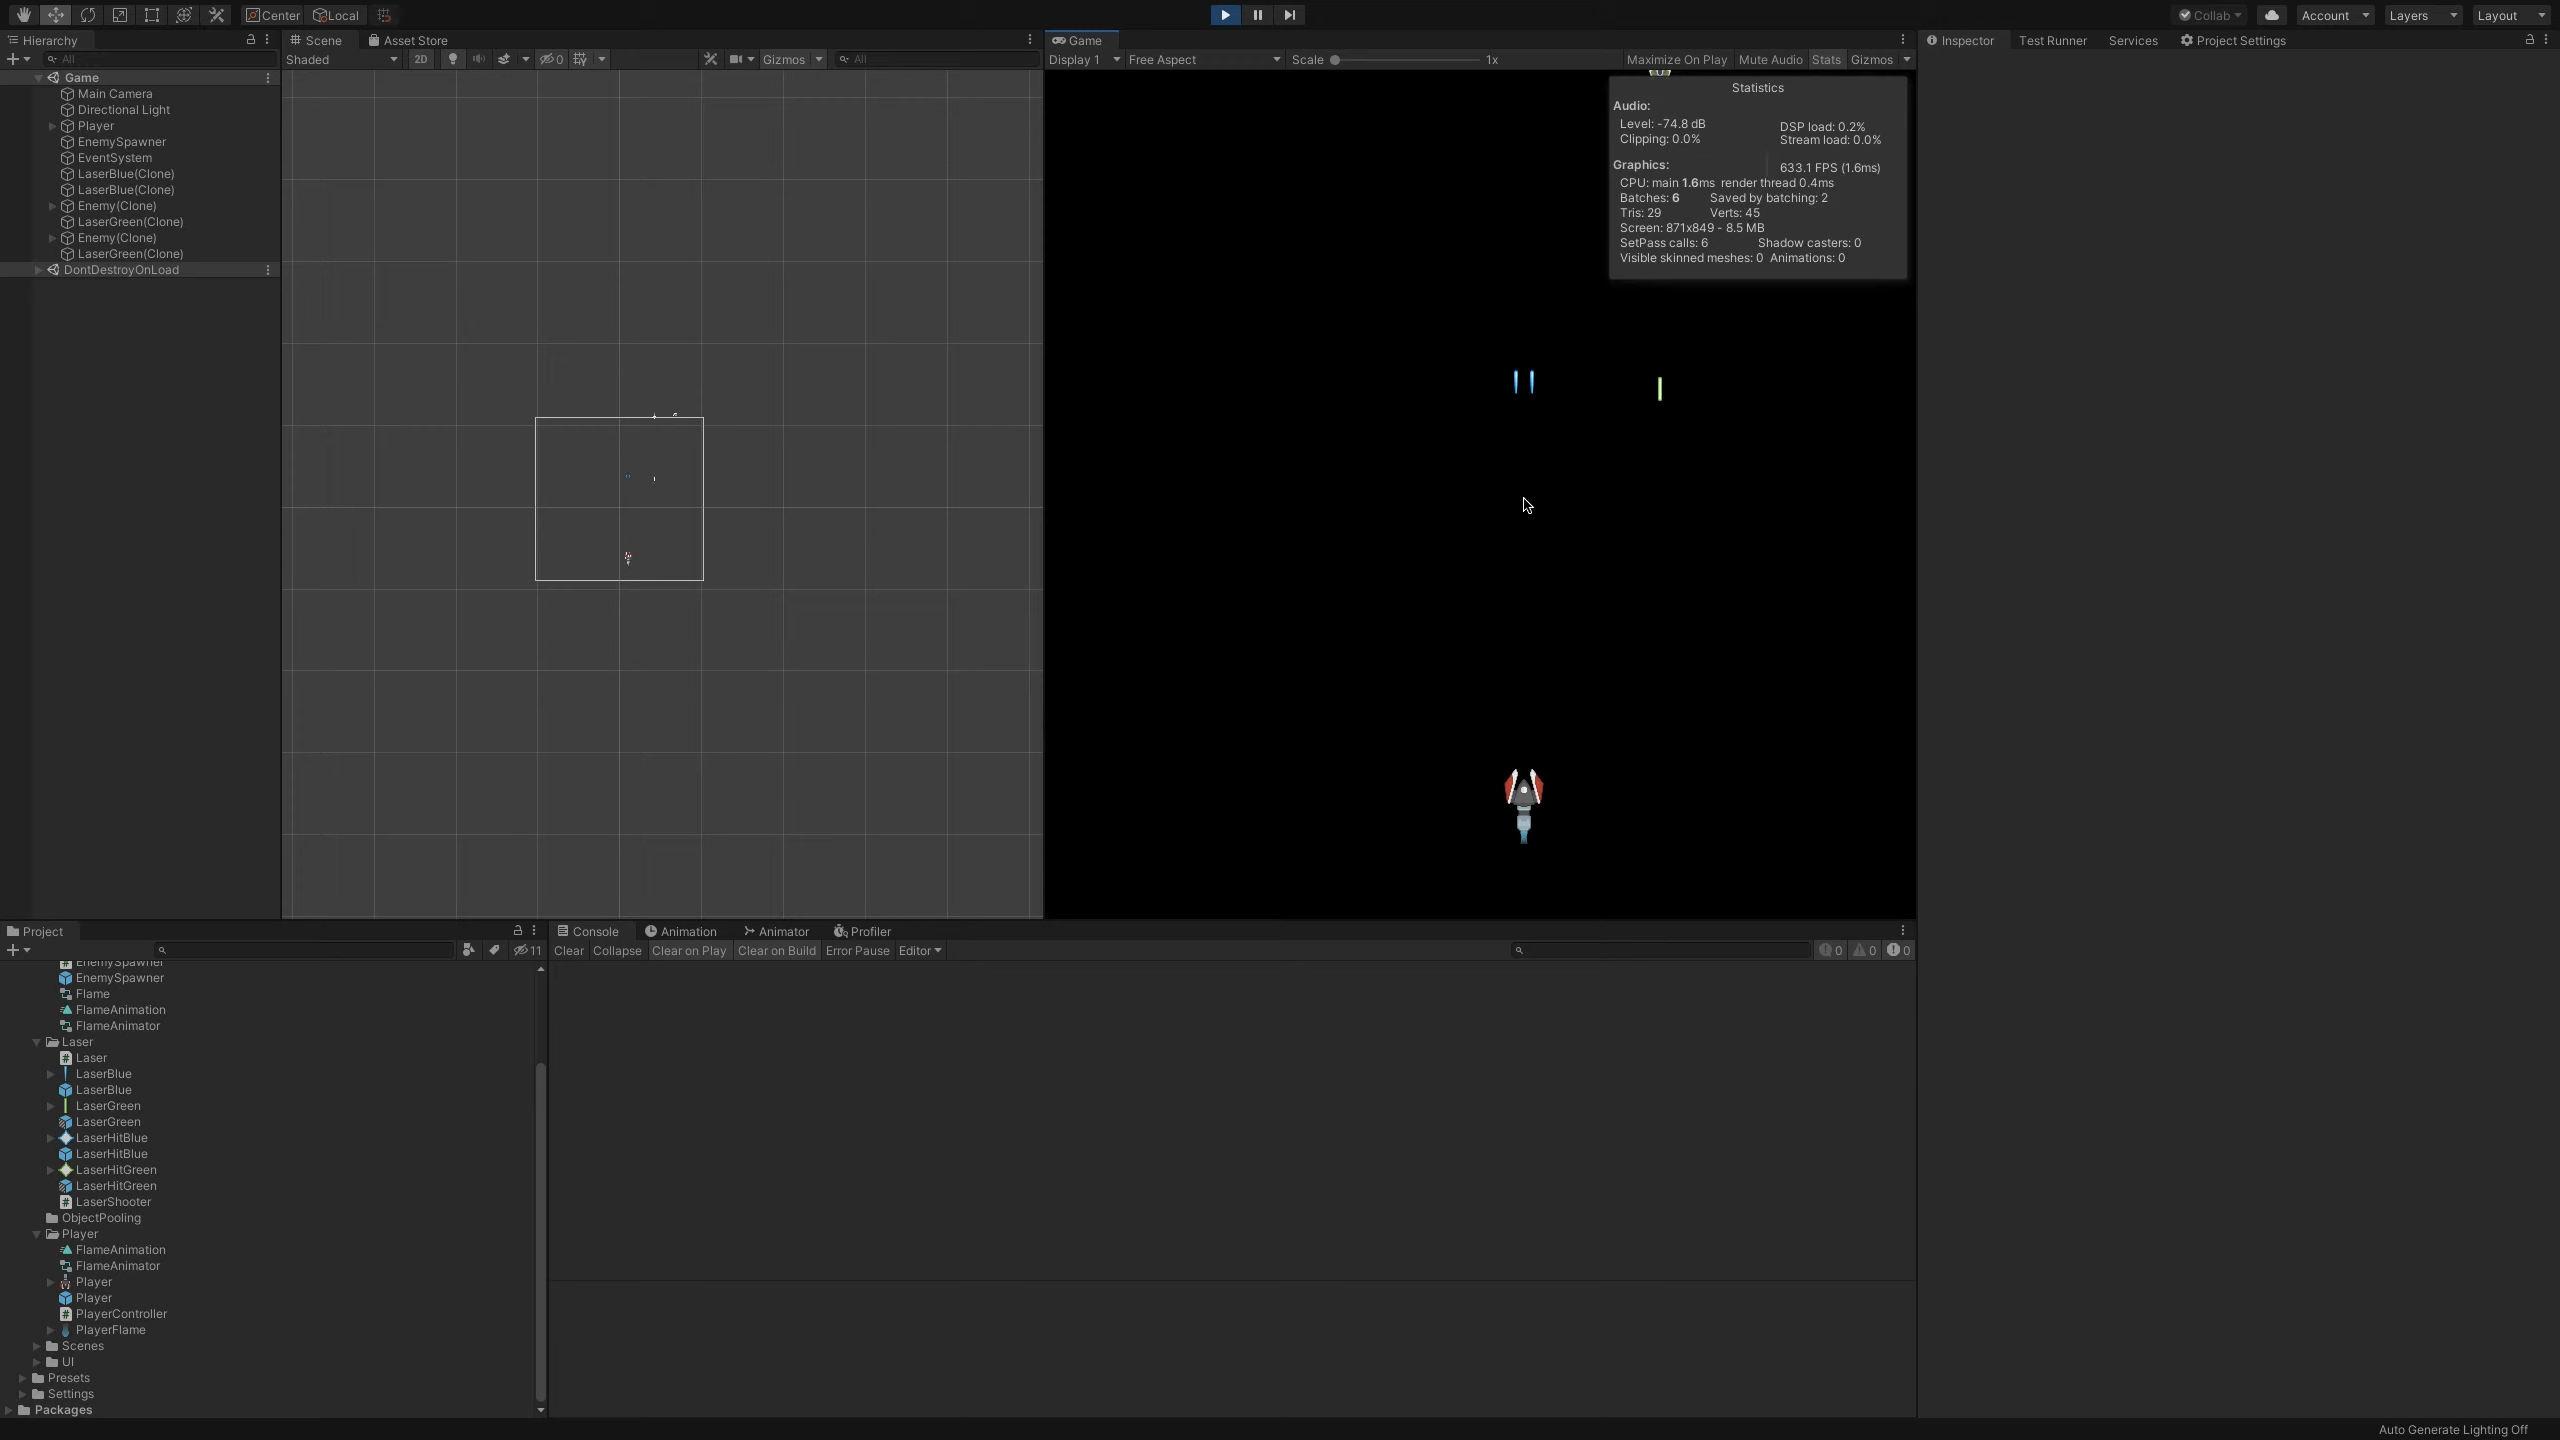 Center
Local
Collab
Account
Layers
Layout
Hierarchy
All
Game
Main Camera
Directional Light
Player
EnemySpawner
EventSystem
LaserBlue(Clone)
LaserBlue(Clone)
Enemy(Clone)
LaserGreen(Clone)
Enemy(Clone)
LaserGreen(Clone)
DontDestroyOnLoad
Scene
Asset Store
Shaded
2D
0
Gizmos
All
Game
Display 1
Free Aspect
Scale
1x
Maximize On Play
Mute Audio
Stats
Gizmos
Statistics
Audio:
Level: -74.8 dB
DSP load: 0.2%
Clipping: 0.0%
Stream load: 0.0%
Graphics:
633.1 FPS (1.6ms)
CPU: main 1.6ms render thread 0.4ms
Batches: 6
Saved by batching: 2
Tris: 29
Verts: 45
Screen: 871x849 - 8.5 MB
SetPass calls: 6
Shadow casters: 0
Visible skinned meshes: 0 Animations: 0
Inspector
Test Runner
Services
Project Settings
Project
11
EnemySpawner
EnemySpawner
Flame
FlameAnimation
FlameAnimator
Laser
Laser
LaserBlue
LaserBlue
LaserGreen
LaserGreen
LaserHitBlue
LaserHitBlue
LaserHitGreen
LaserHitGreen
LaserShooter
ObjectPooling
Player
FlameAnimation
FlameAnimator
Player
Player
PlayerController
PlayerFlame
Scenes
UI
Presets
Settings
Packages
Console
Animation
Animator
Profiler
Clear
Collapse
Clear on Play
Clear on Build
Error Pause
Editor
0
0
0
Auto Generate Lighting Off